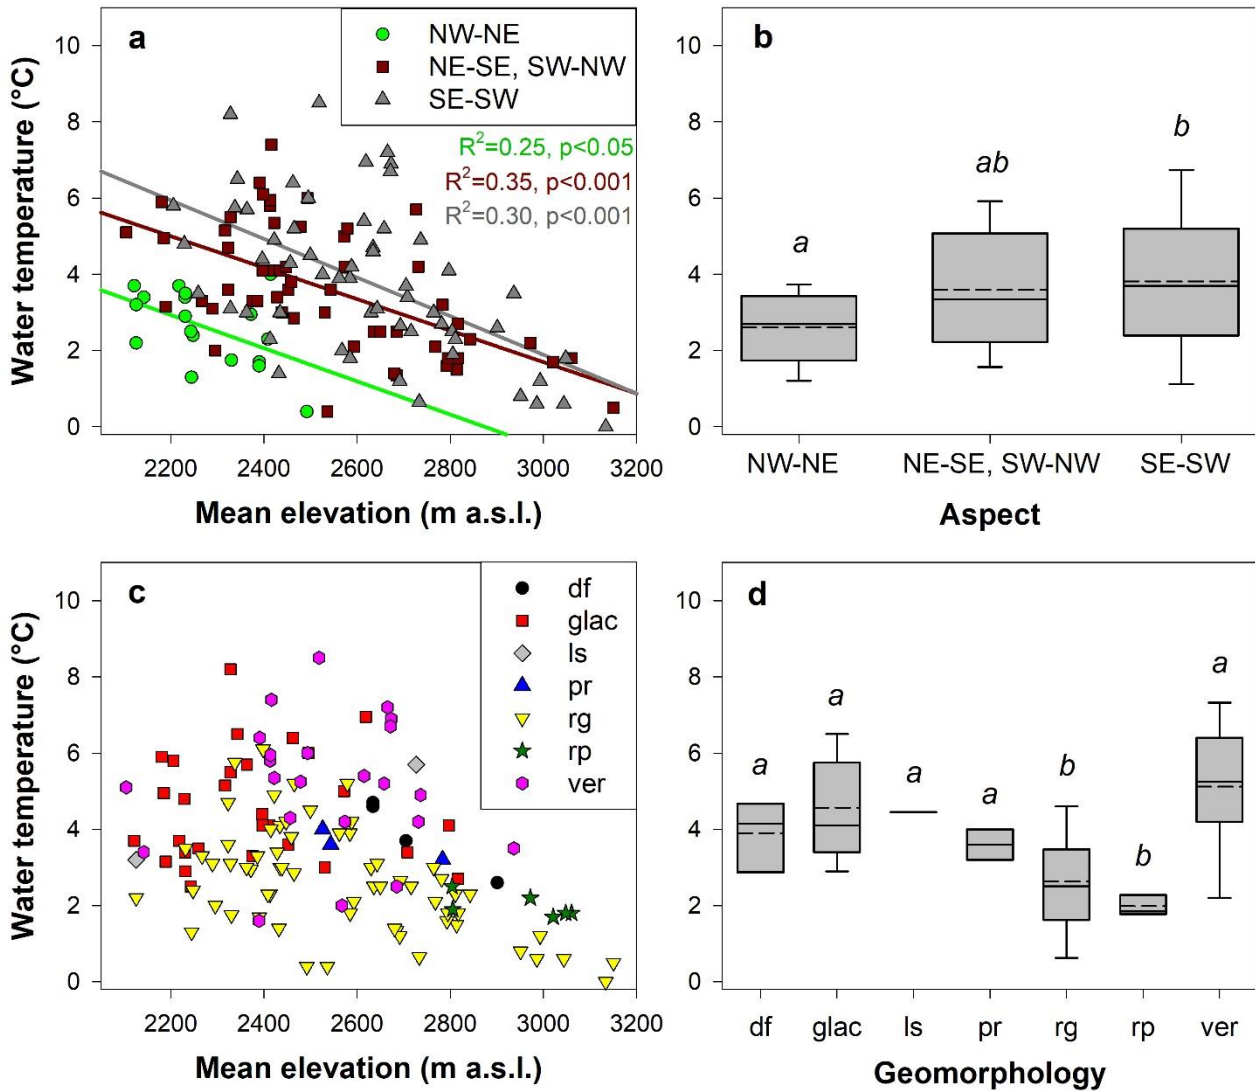 a
NW-NE
NE-SE, SW-NW
SE-SW
R²=0.25, p<0.05
R²=0.35, p<0.001
R²=0.30, p<0.001
10
8
6
4
2
0
Water temperature (°C)
2200 2400 2600 2800 3000 3200
Mean elevation (m a.s.l.)
b
a
ab
b
10
8
6
4
2
0
NW-NE NE-SE, SW-NW SE-SW
Aspect
c
df
glac
ls
pr
rg
rp
ver
10
8
6
4
2
0
Water temperature (°C)
2200 2400 2600 2800 3000 3200
Mean elevation (m a.s.l.)
d
a a a a b b a
10
8
6
4
2
0
df glac ls pr rg rp ver
Geomorphology